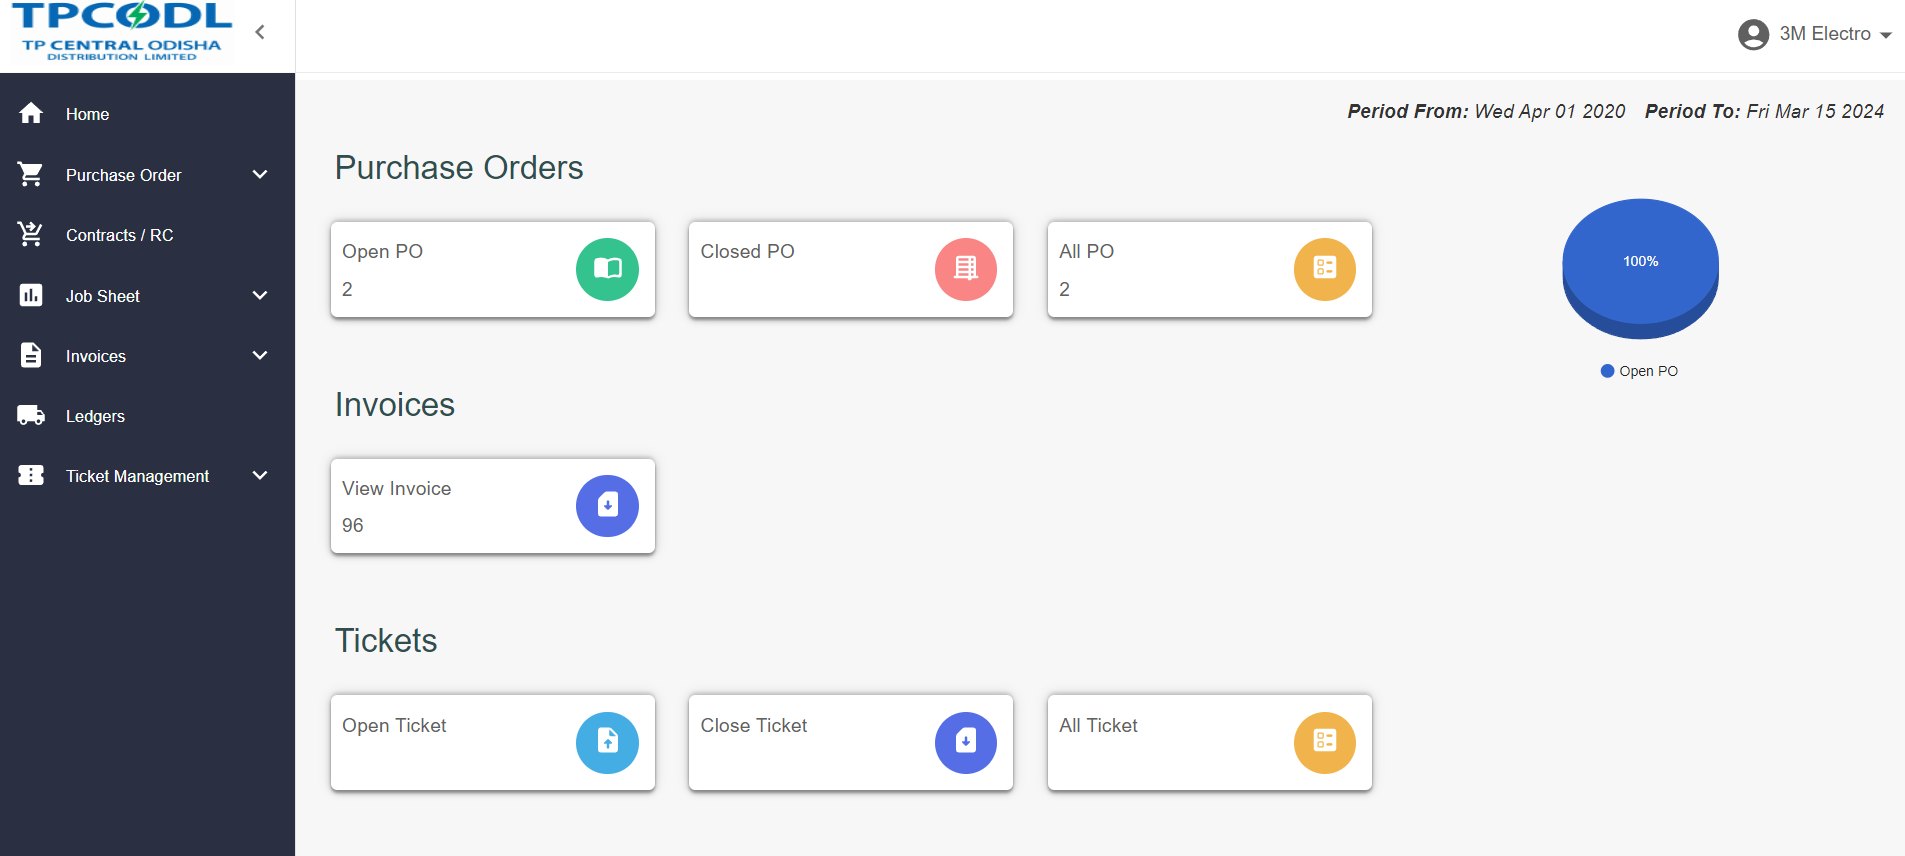 TPCODL
TP CENTRAL ODISHA
DISTRIBUTION LIMITED
3M Electro
Home
Purchase Order
Contracts / RC
Job Sheet
Invoices
Ledgers
Ticket Management
Period From: Wed Apr 01 2020 Period To: Fri Mar 15 2024
Purchase Orders
Open PO
2
Closed PO
All PO
2
100%
Open PO
Invoices
View Invoice
96
Tickets
Open Ticket
Close Ticket
All Ticket